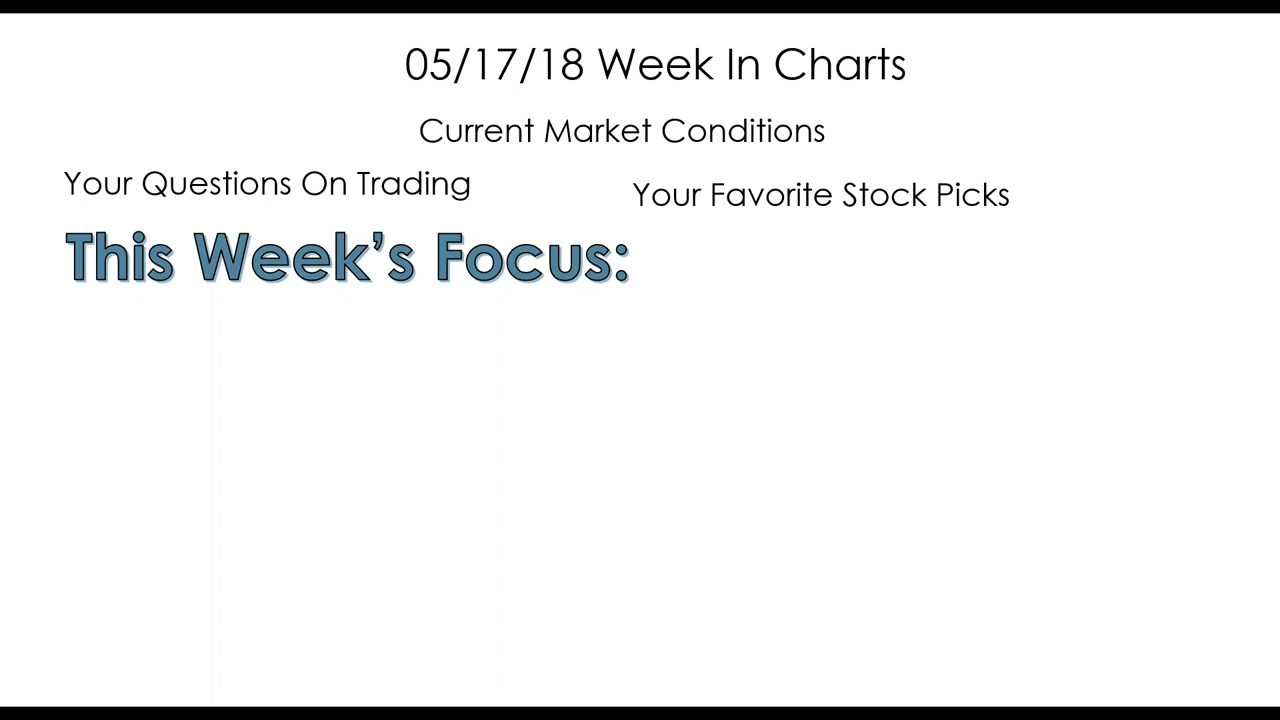 05/17/18 Week In Charts
Current Market Conditions
Your Questions On Trading
Your Favorite Stock Picks
This Week’s Focus: